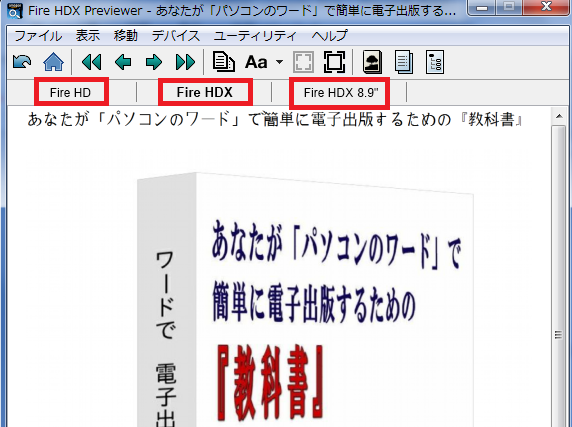 Fire HDX Previewer - あなたが「パソコンのワード」で簡単に電子出版する...
ファイル 表示 移動 デバイス ユーティリティ ヘルプ
Aa
Fire HD Fire HDX Fire HDX 8.9"
あなたが「パソコンのワード」で簡単に電子出版するための『教科書』
あなたが「パソコンのワード」で
簡単に電子出版するための
『教科書』
ワードで 電子出